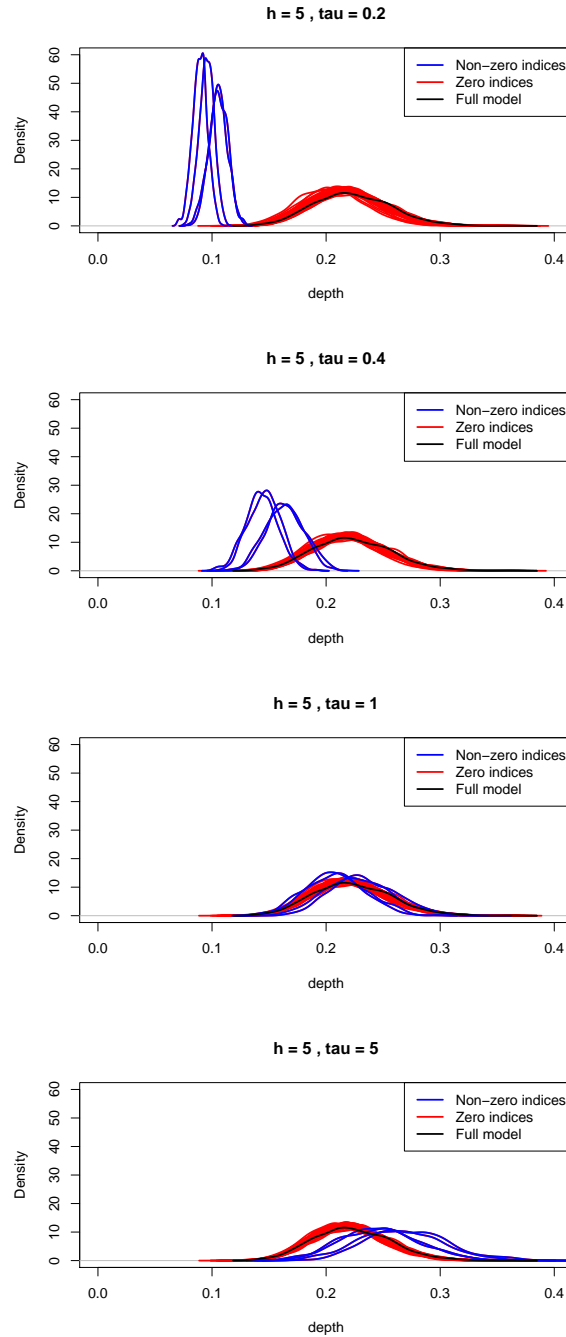 h = 5 , tau = 0.2
Density
60
50
40
30
20
10
0
Non−zero indices
Zero indices
Full model
0.0 0.1 0.2 0.3 0.4
depth
h = 5 , tau = 0.4
Density
60
50
40
30
20
10
0
Non−zero indices
Zero indices
Full model
0.0 0.1 0.2 0.3 0.4
depth
h = 5 , tau = 1
Density
60
50
40
30
20
10
0
Non−zero indices
Zero indices
Full model
0.0 0.1 0.2 0.3 0.4
depth
h = 5 , tau = 5
Density
60
50
40
30
20
10
0
Non−zero indices
Zero indices
Full model
0.0 0.1 0.2 0.3 0.4
depth